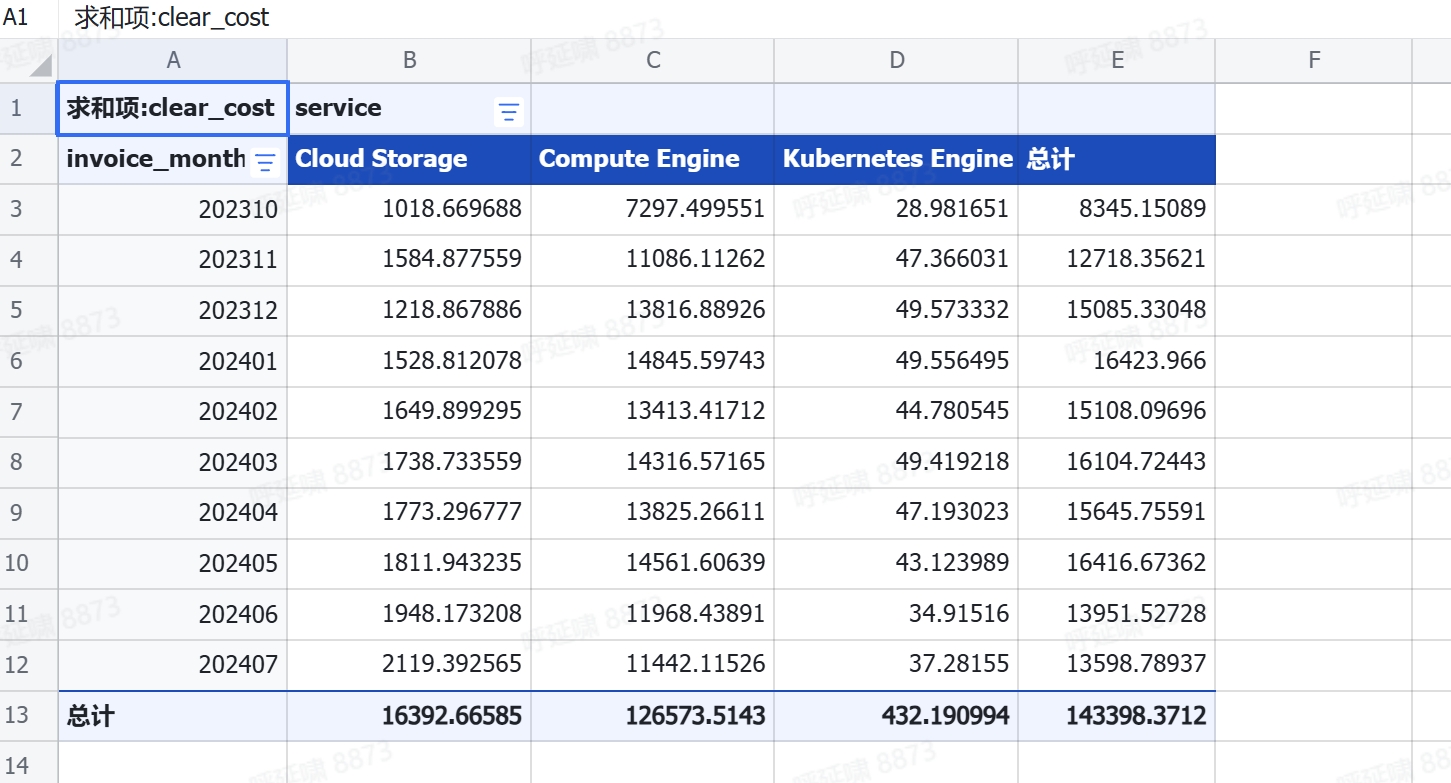 A1 求和项:clear_cost
A B C D E F
1 求和项:clear_cost service
2 invoice_month Cloud Storage Compute Engine Kubernetes Engine 总计
3 202310 1018.669688 7297.499551 28.981651 8345.15089
4 202311 1584.877559 11086.11262 47.366031 12718.35621
5 202312 1218.867886 13816.88926 49.573332 15085.33048
6 202401 1528.812078 14845.59743 49.556495 16423.966
7 202402 1649.899295 13413.41712 44.780545 15108.09696
8 202403 1738.733559 14316.57165 49.419218 16104.72443
9 202404 1773.296777 13825.26611 47.193023 15645.75591
10 202405 1811.943235 14561.60639 43.123989 16416.67362
11 202406 1948.173208 11968.43891 34.91516 13951.52728
12 202407 2119.392565 11442.11526 37.28155 13598.78937
13 总计 16392.66585 126573.5143 432.190994 143398.3712
14
呼延啸 8873